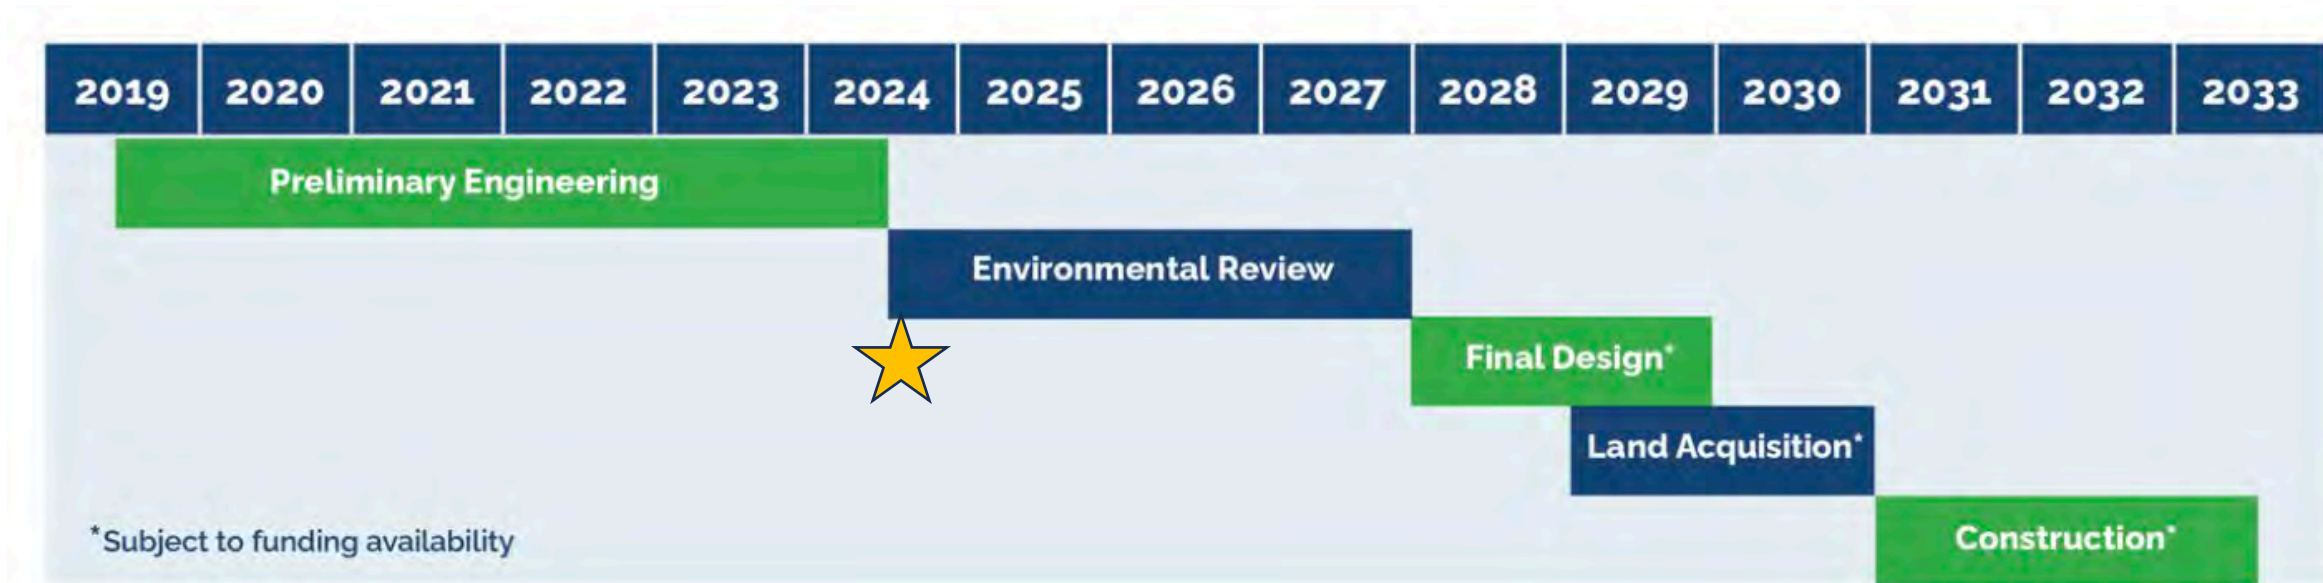 2019 2020 2021 2022 2023 2024 2025 2026 2027 2028 2029 2030 2031 2032 2033
Preliminary Engineering
Environmental Review
Final Design*
Land Acquisition*
Construction*
*Subject to funding availability